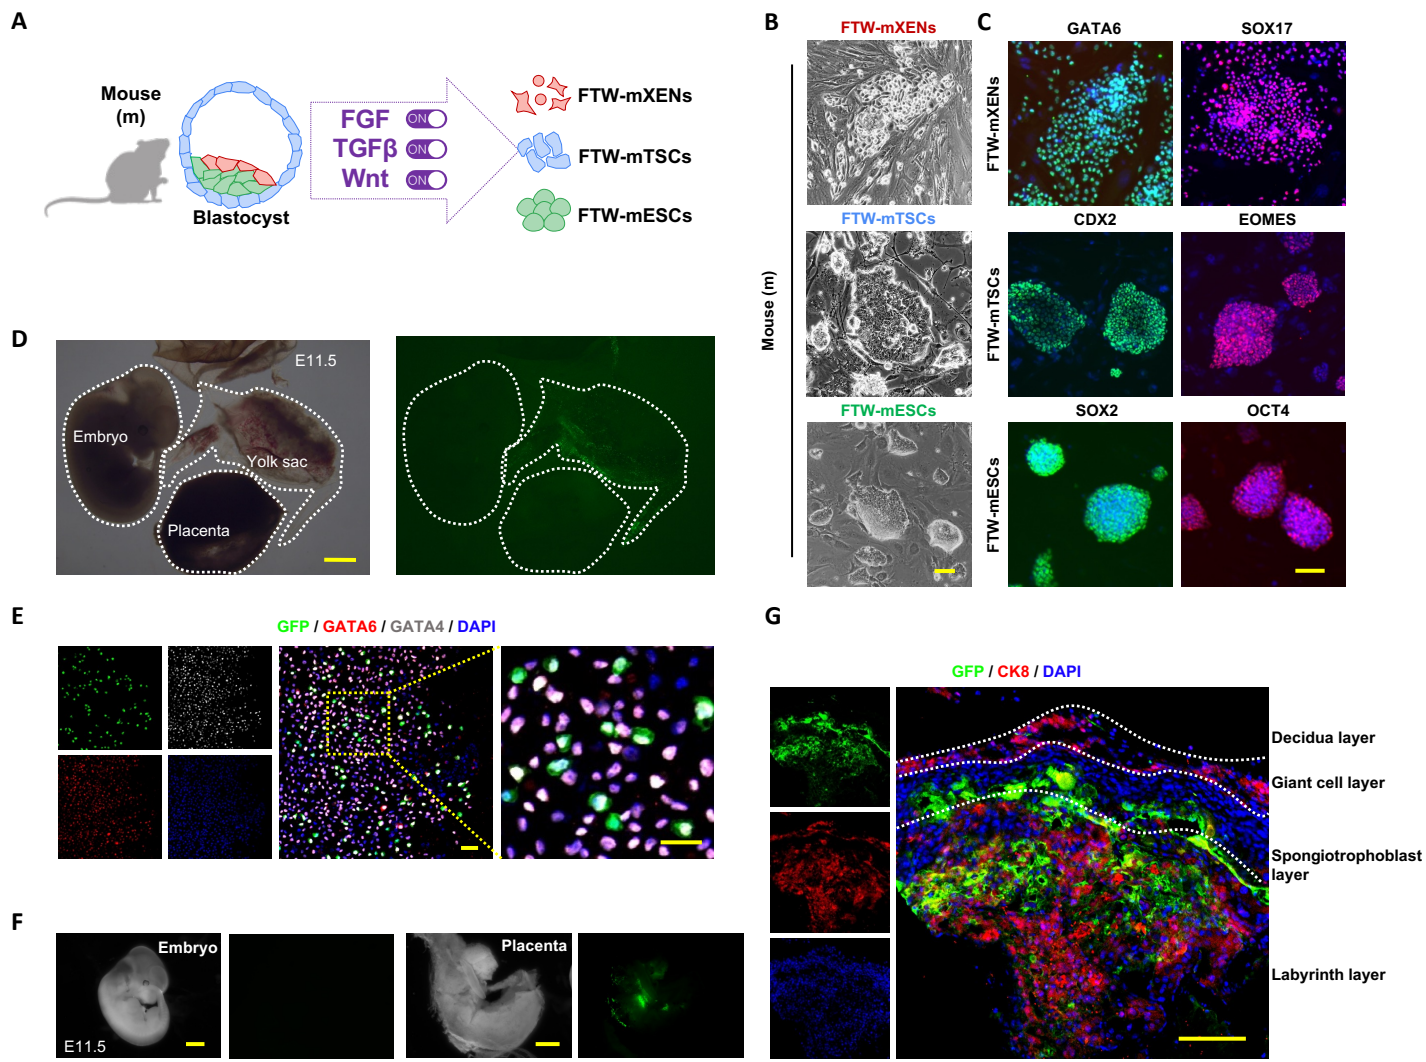 A
Mouse
(m)
Blastocyst
FGF ON
TGFβ ON
Wnt ON
FTW-mXENs
FTW-mTSCs
FTW-mESCs
B
Mouse (m)
FTW-mXENs
FTW-mTSCs
FTW-mESCs
C
GATA6 SOX17
FTW-mXENs
CDX2 EOMES
FTW-mTSCs
SOX2 OCT4
FTW-mESCs
D
E11.5
Embryo
Yolk sac
Placenta
E
GFP / GATA6 / GATA4 / DAPI
F
Embryo
E11.5
Placenta
G
GFP / CK8 / DAPI
Decidua layer
Giant cell layer
Spongiotrophoblast
layer
Labyrinth layer